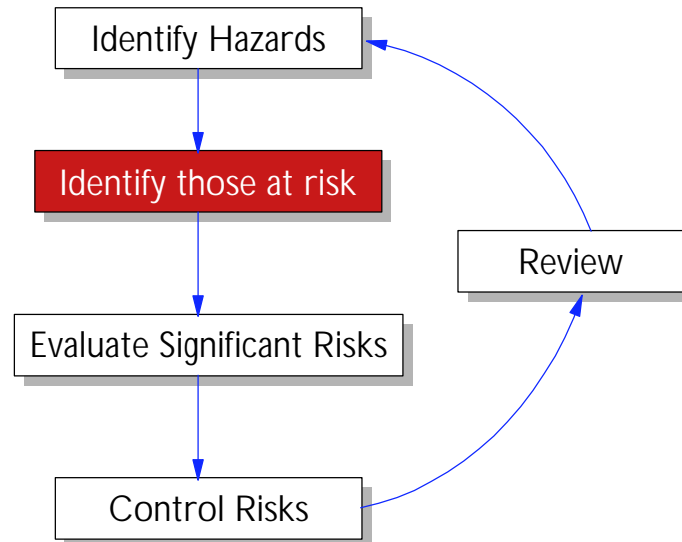 Identify Hazards
Identify those at risk
Review
Evaluate Significant Risks
Control Risks